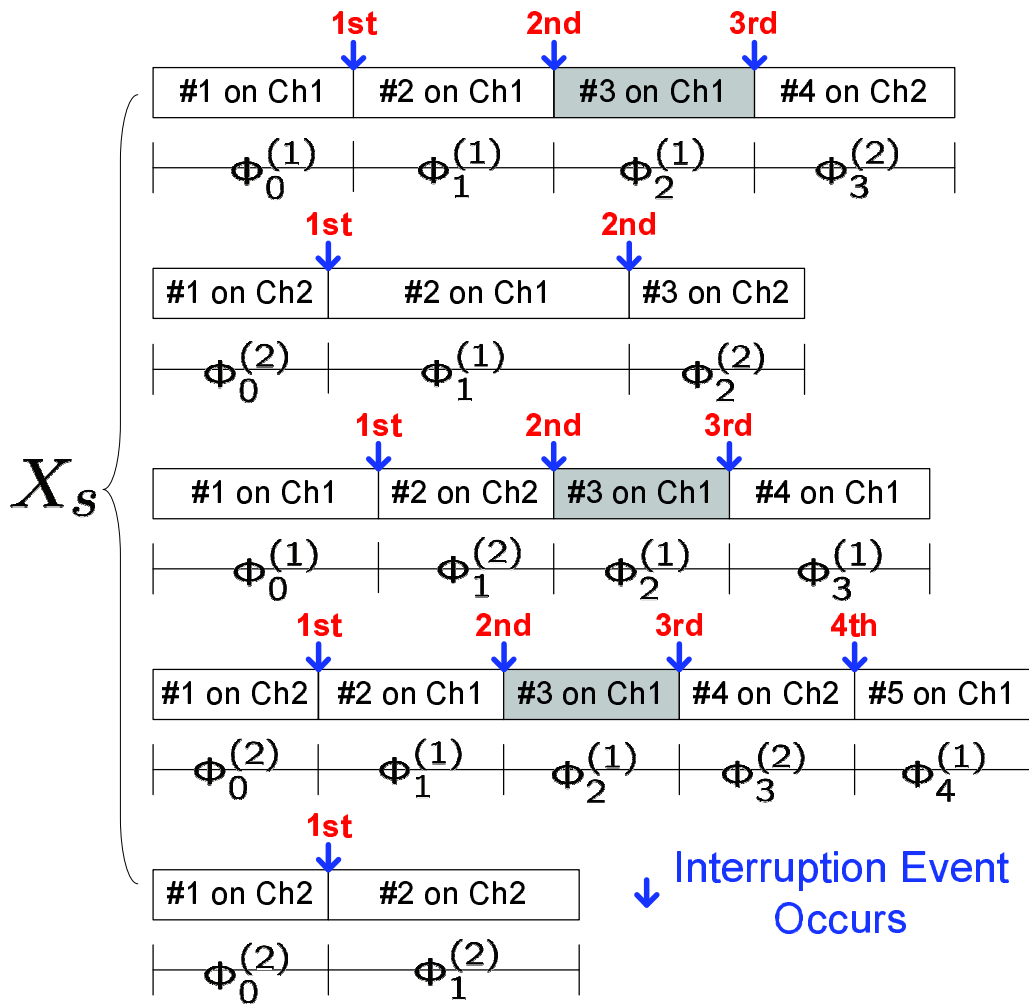 1st 2nd 3rd
#1 on Ch1 #2 on Ch1 #3 on Ch1 #4 on Ch2
Φ₀⁽¹⁾ Φ₁⁽¹⁾ Φ₂⁽¹⁾ Φ₃⁽²⁾
1st 2nd
#1 on Ch2 #2 on Ch1 #3 on Ch2
Φ₀⁽²⁾ Φ₁⁽¹⁾ Φ₂⁽²⁾
1st 2nd 3rd
Xₛ
#1 on Ch1 #2 on Ch2 #3 on Ch1 #4 on Ch1
Φ₀⁽¹⁾ Φ₁⁽²⁾ Φ₂⁽¹⁾ Φ₃⁽¹⁾
1st 2nd 3rd 4th
#1 on Ch2 #2 on Ch1 #3 on Ch1 #4 on Ch2 #5 on Ch1
Φ₀⁽²⁾ Φ₁⁽¹⁾ Φ₂⁽¹⁾ Φ₃⁽²⁾ Φ₄⁽¹⁾
1st
#1 on Ch2 #2 on Ch2
Φ₀⁽²⁾ Φ₁⁽²⁾
Interruption Event
Occurs